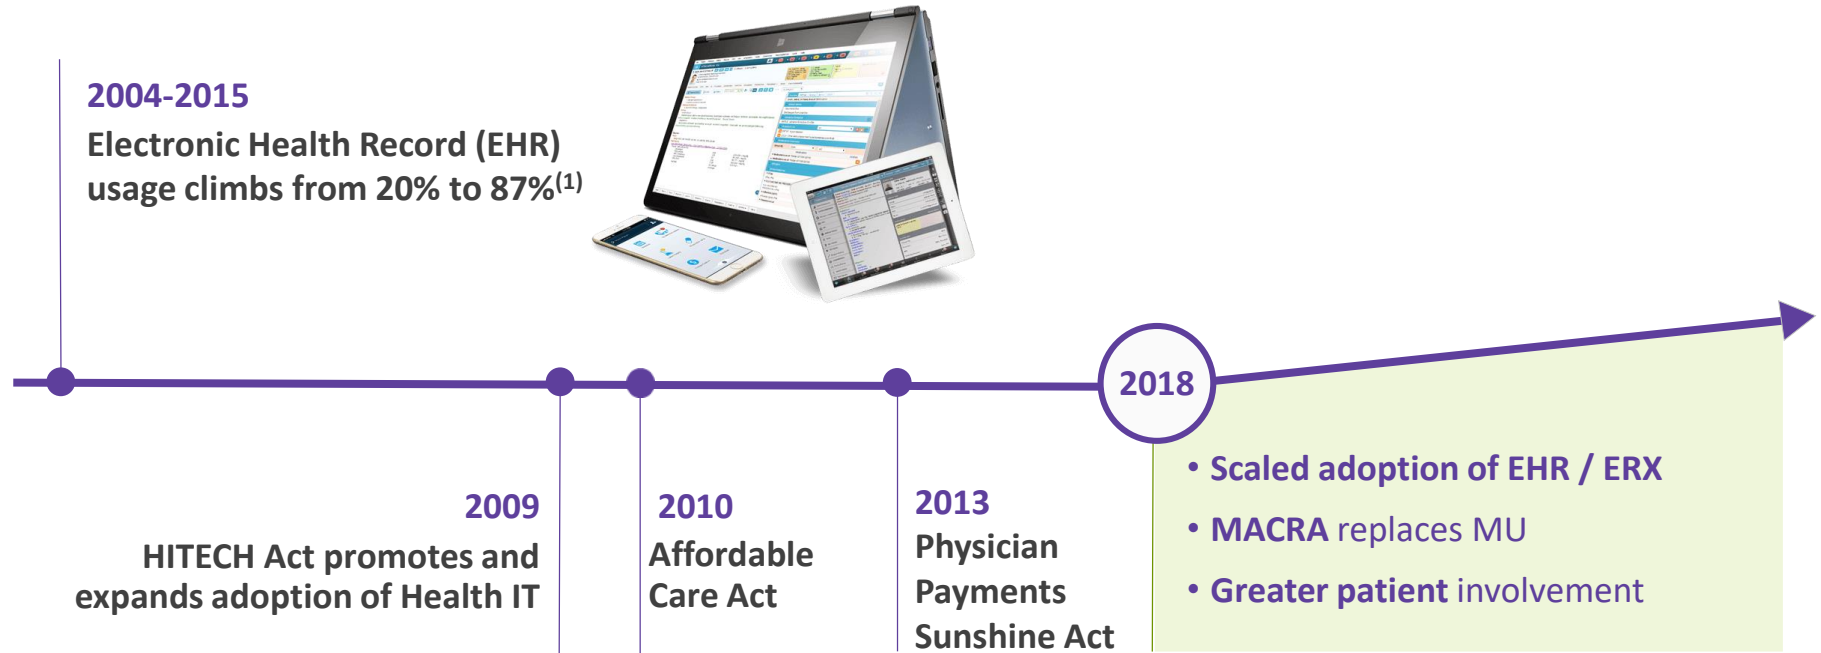 2004-2015
Electronic Health Record (EHR)
usage climbs from 20% to 87%(1)
2018
2009
HITECH Act promotes and
expands adoption of Health IT
2010
Affordable
Care Act
2013
Physician
Payments
Sunshine Act
• Scaled adoption of EHR / ERX
• MACRA replaces MU
• Greater patient involvement